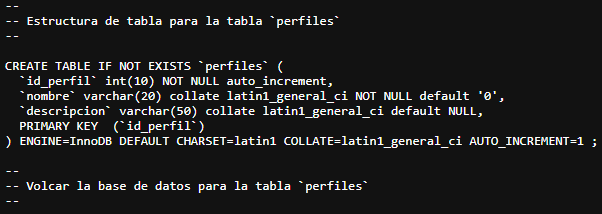 --
-- Estructura de tabla para la tabla `perfiles`
--
CREATE TABLE IF NOT EXISTS `perfiles` (
  `id_perfil` int(10) NOT NULL auto_increment,
  `nombre` varchar(20) collate latin1_general_ci NOT NULL default '0',
  `descripcion` varchar(50) collate latin1_general_ci default NULL,
  PRIMARY KEY  (`id_perfil`)
) ENGINE=InnoDB DEFAULT CHARSET=latin1 COLLATE=latin1_general_ci AUTO_INCREMENT=1 ;
--
-- Volcar la base de datos para la tabla `perfiles`
--